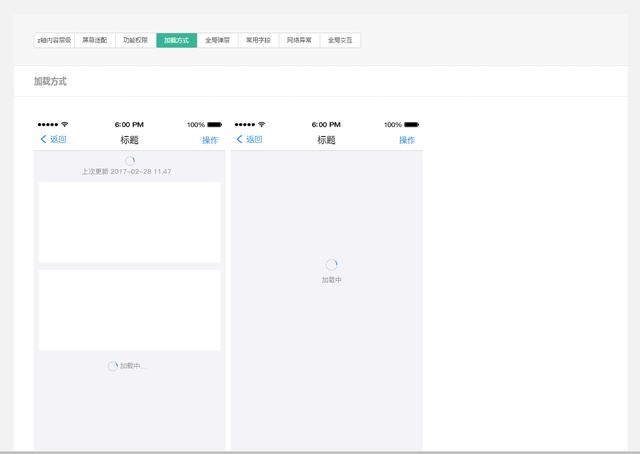 z轴内容层级 屏幕适配 功能权限 加载方式 全局弹层 常用字段 网络异常 全局交互
加载方式
6:00 PM 100%
返回 标题 操作
上次更新 2017-02-28 11.47
加载中...
6:00 PM 100%
返回 标题 操作
加载中